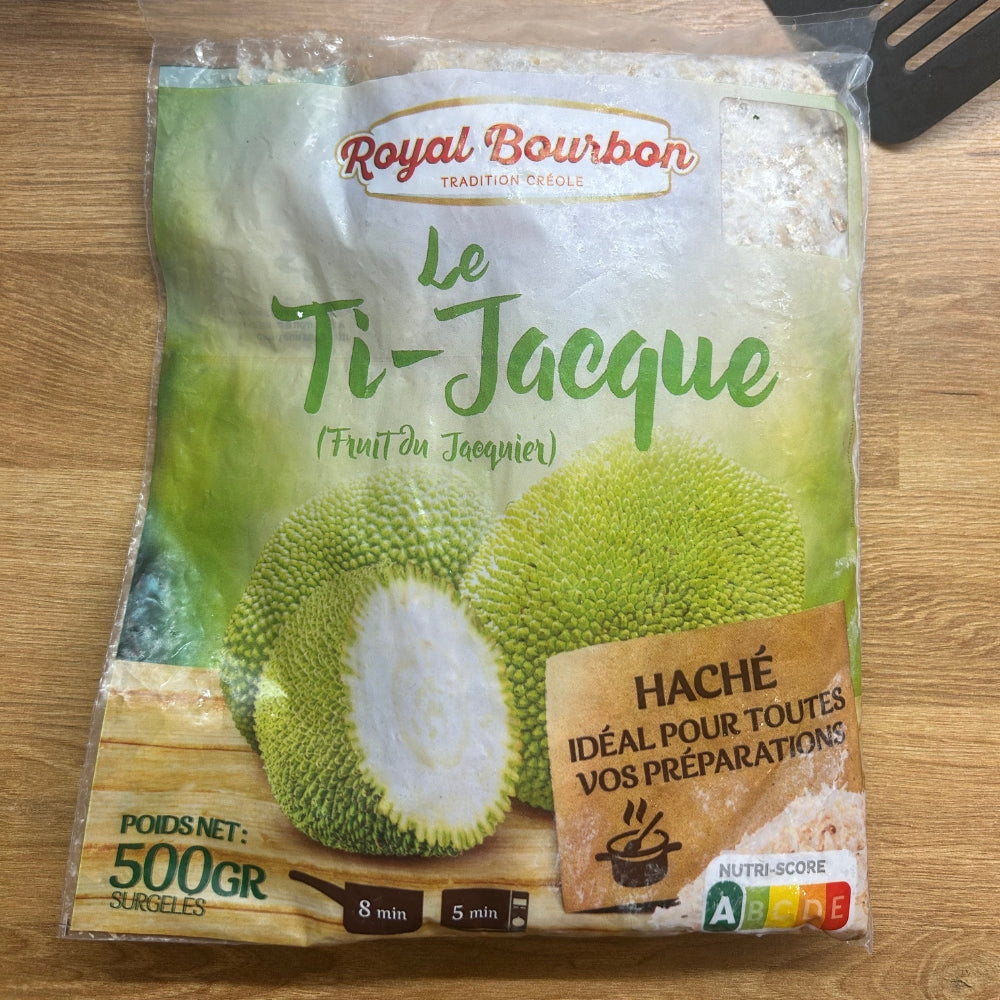 Royal Bourbon
TRADITION CRÉOLE
Le
Ti-Jacque
(Fruit du Jacquier)
HACHÉ
IDÉAL POUR TOUTES
VOS PRÉPARATIONS
POIDS NET:
500GR
SURGELÉS
8 min
5 min
NUTRI-SCORE
A B C D E